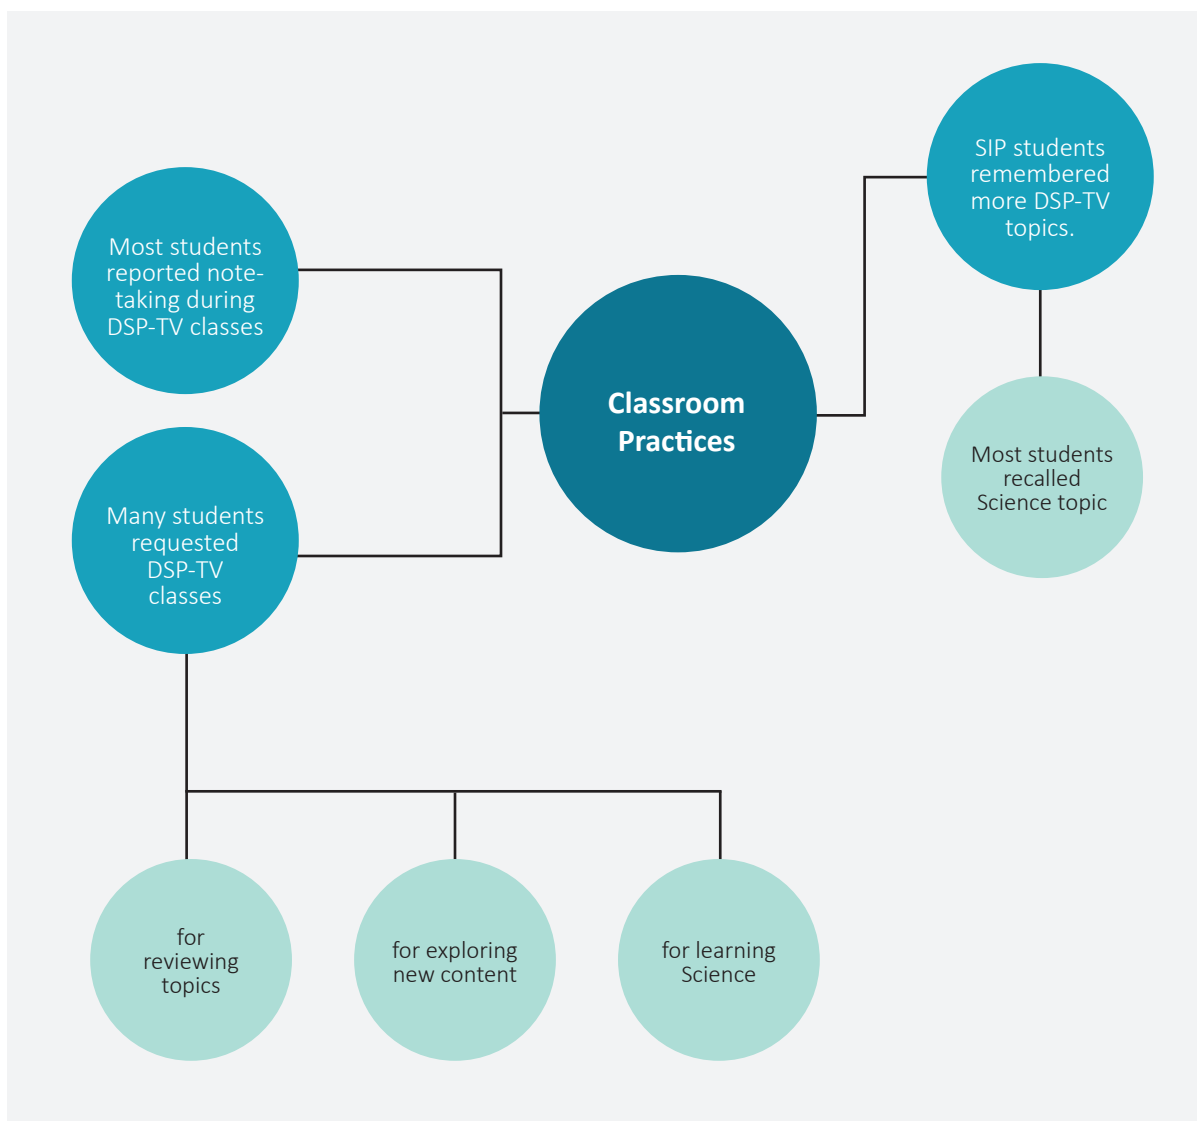 Most students
reported note-
taking during
DSP-TV classes
Many students
requested
DSP-TV
classes
Classroom
Practices
SIP students
remembered
more DSP-TV
topics.
Most students
recalled
Science topic
for
reviewing
topics
for exploring
new content
for learning
Science